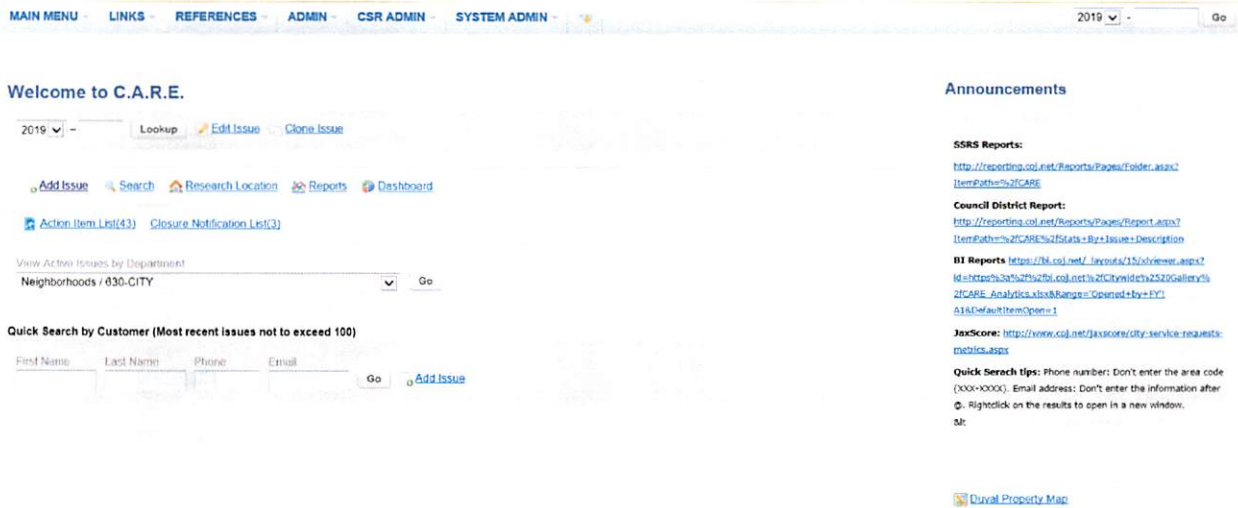 MAIN MENU LINKS REFERENCES ADMIN CSR ADMIN SYSTEM ADMIN 2019 - Go
Welcome to C.A.R.E.
2019 - Lookup Edit Issue Clone Issue
Add Issue Search Research Location Reports Dashboard
Action Item List(43) Closure Notification List(3)
View Active Issues by Department
Neighborhoods / 630-CITY Go
Quick Search by Customer (Most recent issues not to exceed 100)
First Name Last Name Phone Email
Go Add Issue
Announcements
SSRS Reports:
http://reporting.coj.net/Reports/Pages/Folder.aspx?
ItemPath=%2fCARE
Council District Report:
http://reporting.coj.net/Reports/Pages/Report.aspx?
ItemPath=%2fCARE%2fStats+By+Issue+Description
BI Reports https://bi.coj.net/_layouts/15/xlviewer.aspx?
id=https%3a%2f%2fbi.coj.net%2fCitywide%2520Gallery%
2fCARE_Analytics.xlsx&Range='Opened+by+FY'!
A1&DefaultItemOpen=1
JaxScore: http://www.coj.net/jaxscore/city-service-requests-
metrics.aspx
Quick Serach tips: Phone number: Don't enter the area code
(XXX-XXXX). Email address: Don't enter the information after
@. Rightclick on the results to open in a new window.
Duval Property Map